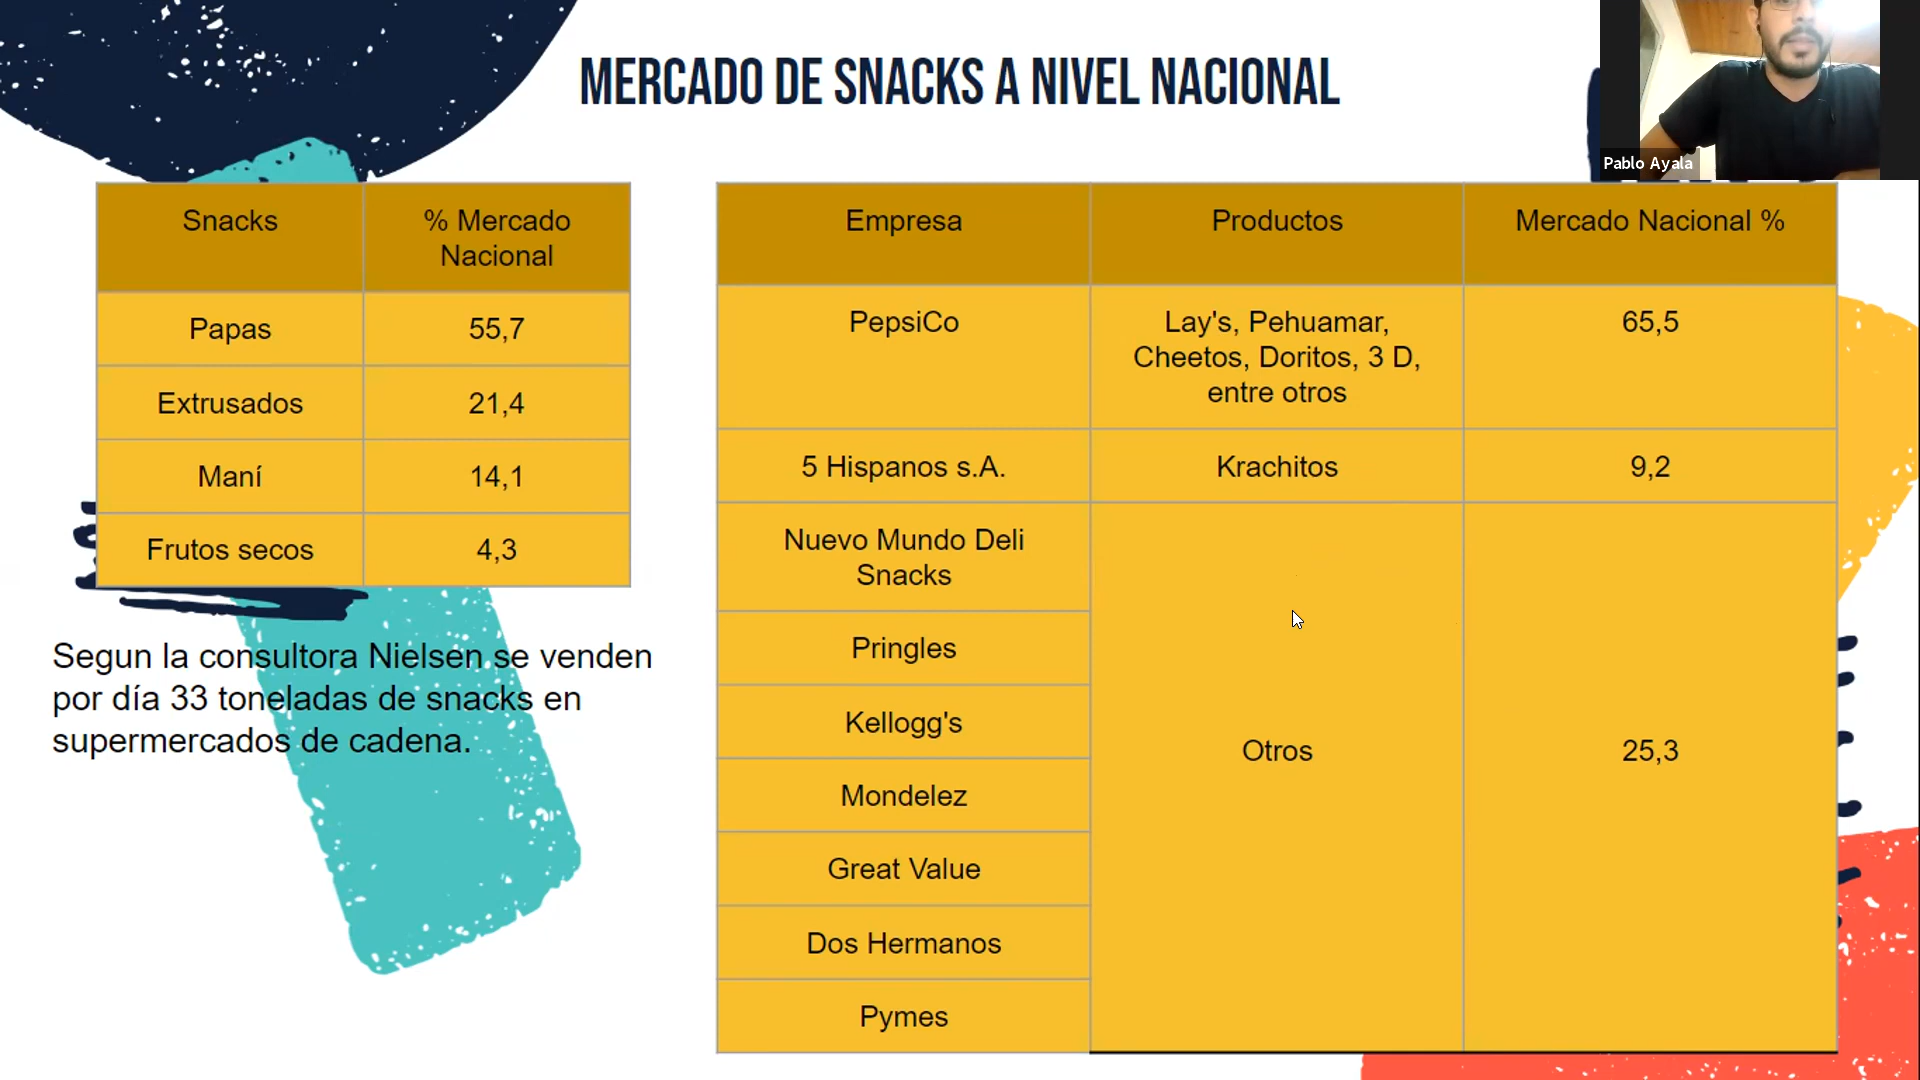 MERCADO DE SNACKS A NIVEL NACIONAL
Pablo Ayala
Snacks
% Mercado
Nacional
Papas
55,7
Extrusados
21,4
Maní
14,1
Frutos secos
4,3
Segun la consultora Nielsen se venden
por día 33 toneladas de snacks en
supermercados de cadena.
Empresa
Productos
Mercado Nacional %
PepsiCo
Lay's, Pehuamar,
Cheetos, Doritos, 3 D,
entre otros
65,5
5 Hispanos s.A.
Krachitos
9,2
Nuevo Mundo Deli
Snacks
Pringles
Kellogg's
Mondelez
Great Value
Dos Hermanos
Pymes
Otros
25,3